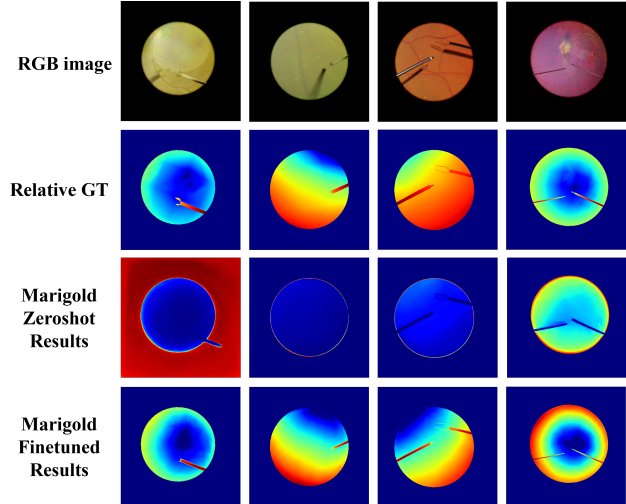 RGB image
Relative GT
Marigold
Zeroshot
Results
Marigold
Finetuned
Results